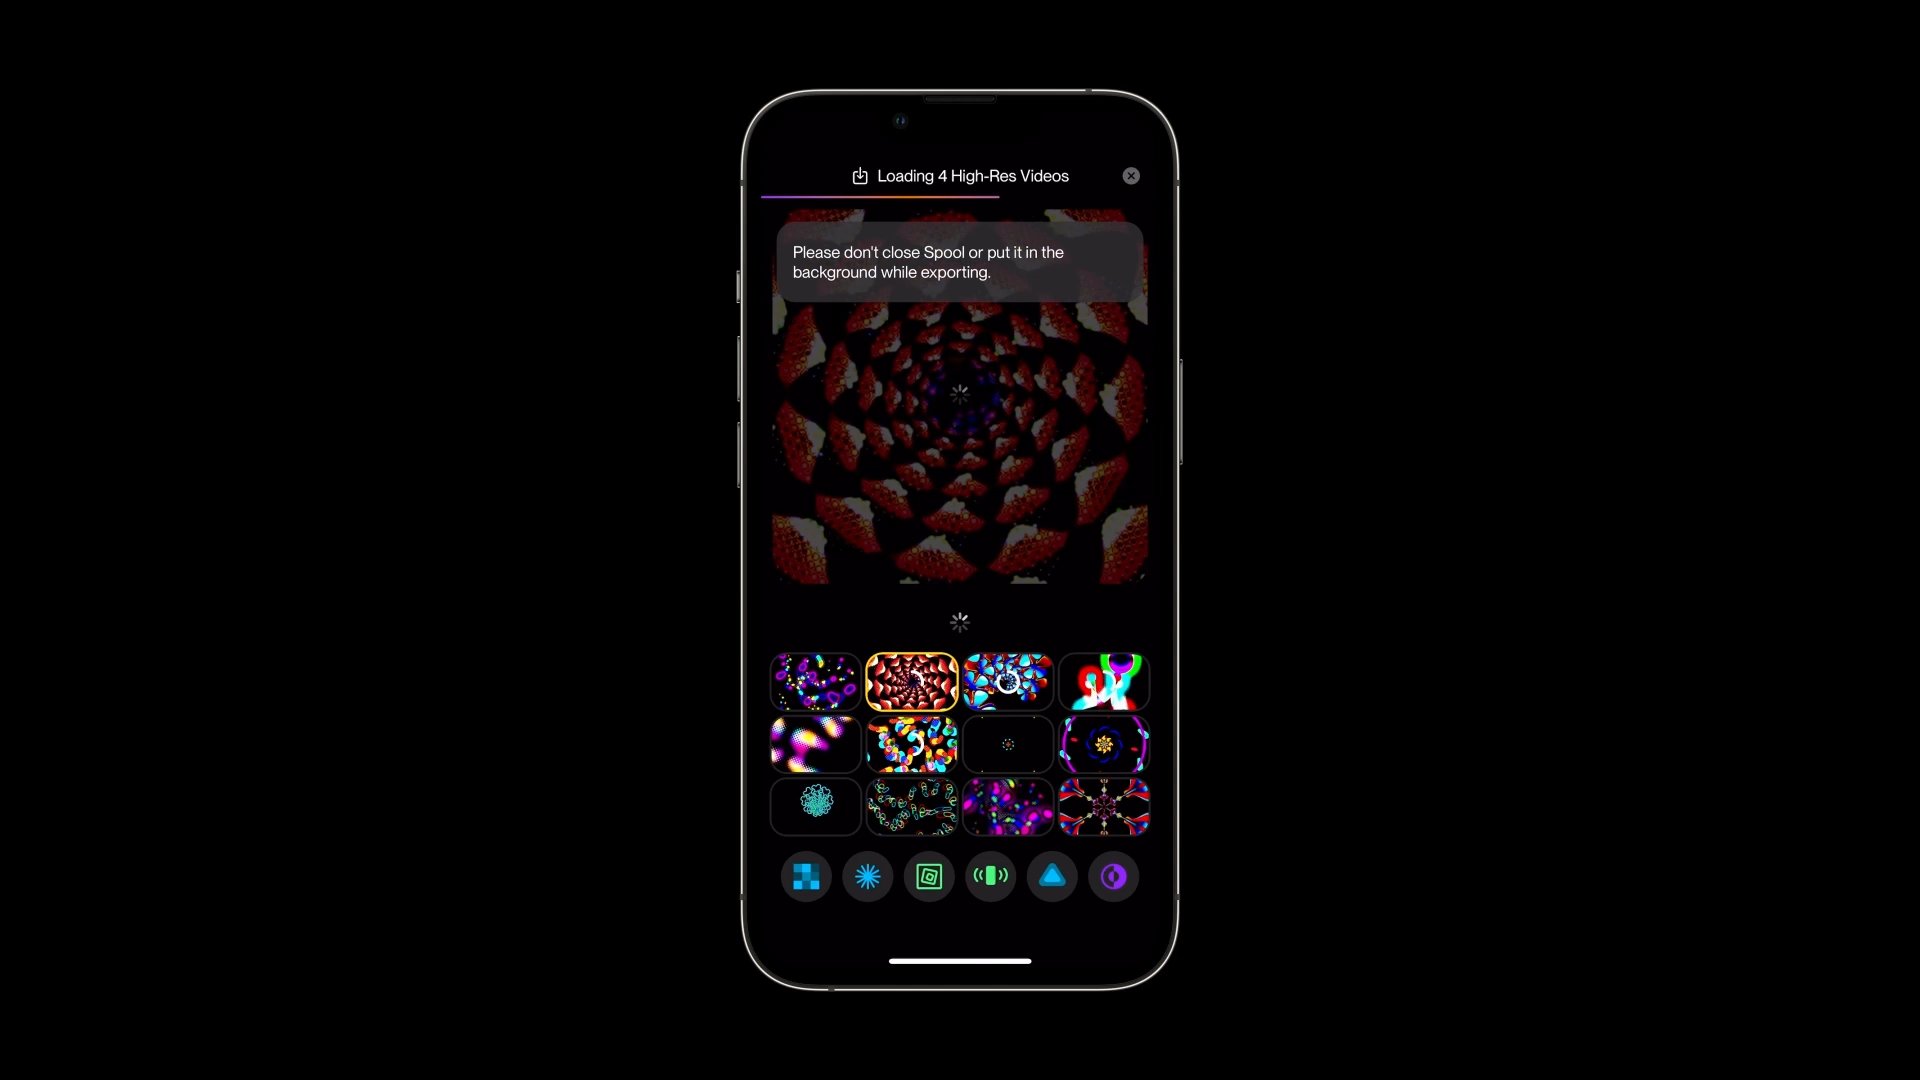 Loading 4 High-Res Videos
Please don't close Spool or put it in the
background while exporting.